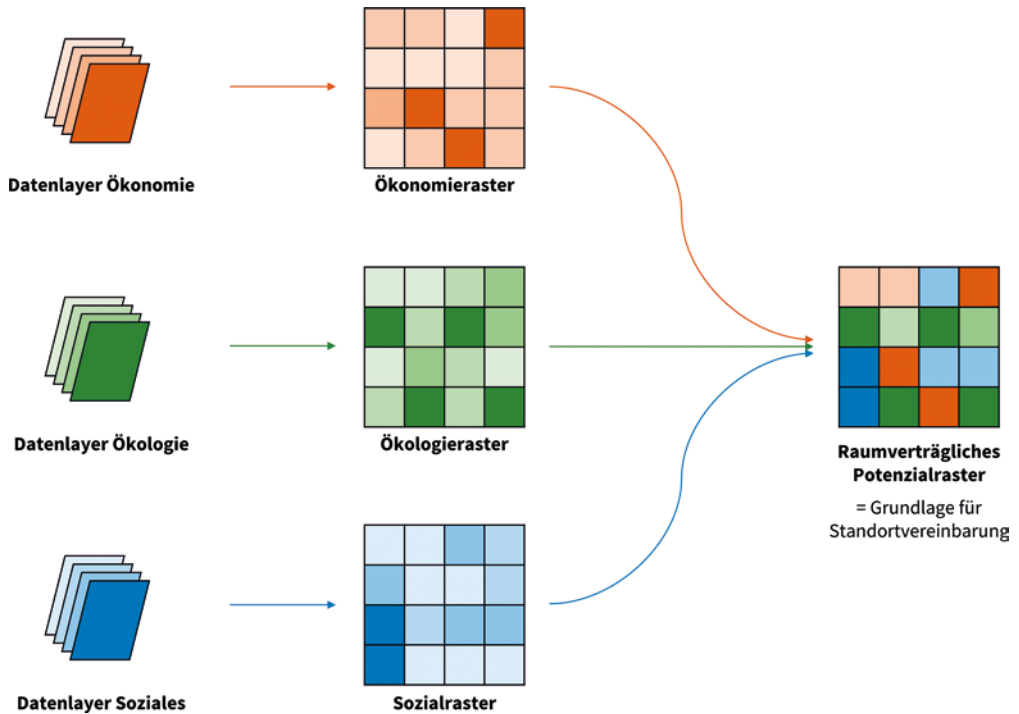 Datenlayer Ökonomie
Ökonomieraster
Datenlayer Ökologie
Ökologieraster
Raumverträgliches
Potenzialraster
= Grundlage für
Standortvereinbarung
Datenlayer Soziales
Sozialraster